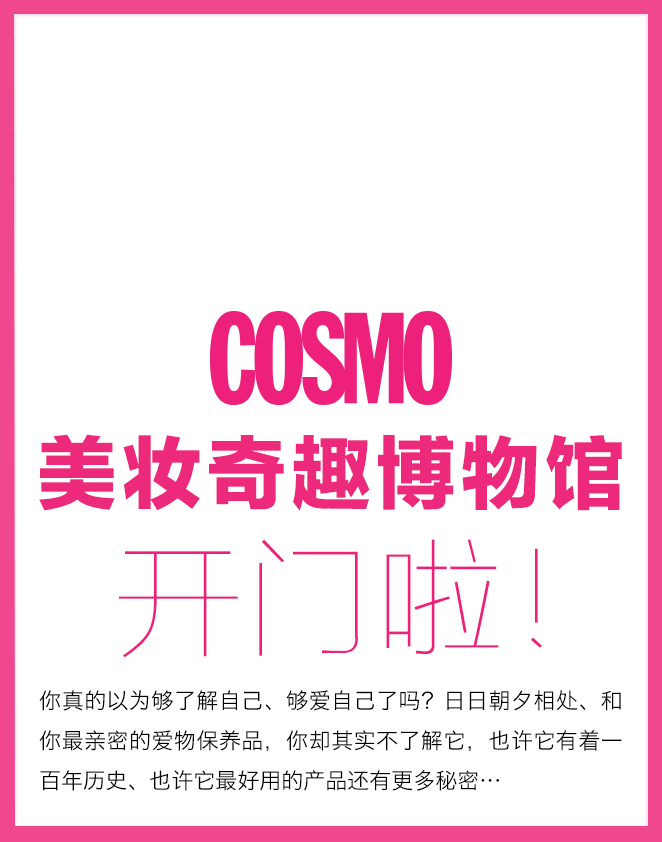 COSMO
美妆奇趣博物馆
开门啦！
你真的以为够了解自己、够爱自己了吗？日日朝夕相处、和
你最亲密的爱物保养品，你却其实不了解它，也许它有着一
百年历史、也许它最好用的产品还有更多秘密…